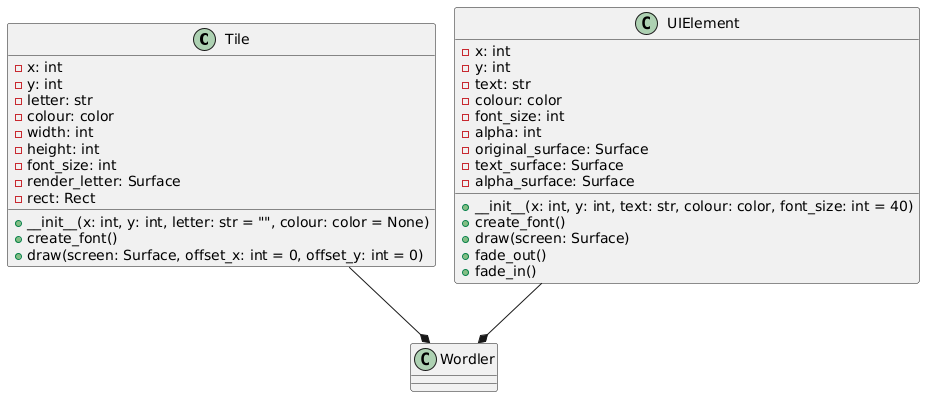 C Tile
x: int
y: int
letter: str
colour: color
width: int
height: int
font_size: int
render_letter: Surface
rect: Rect
__init__(x: int, y: int, letter: str = "", colour: color = None)
create_font()
draw(screen: Surface, offset_x: int = 0, offset_y: int = 0)
C UIElement
x: int
y: int
text: str
colour: color
font_size: int
alpha: int
original_surface: Surface
text_surface: Surface
alpha_surface: Surface
__init__(x: int, y: int, text: str, colour: color, font_size: int = 40)
create_font()
draw(screen: Surface)
fade_out()
fade_in()
C Wordler